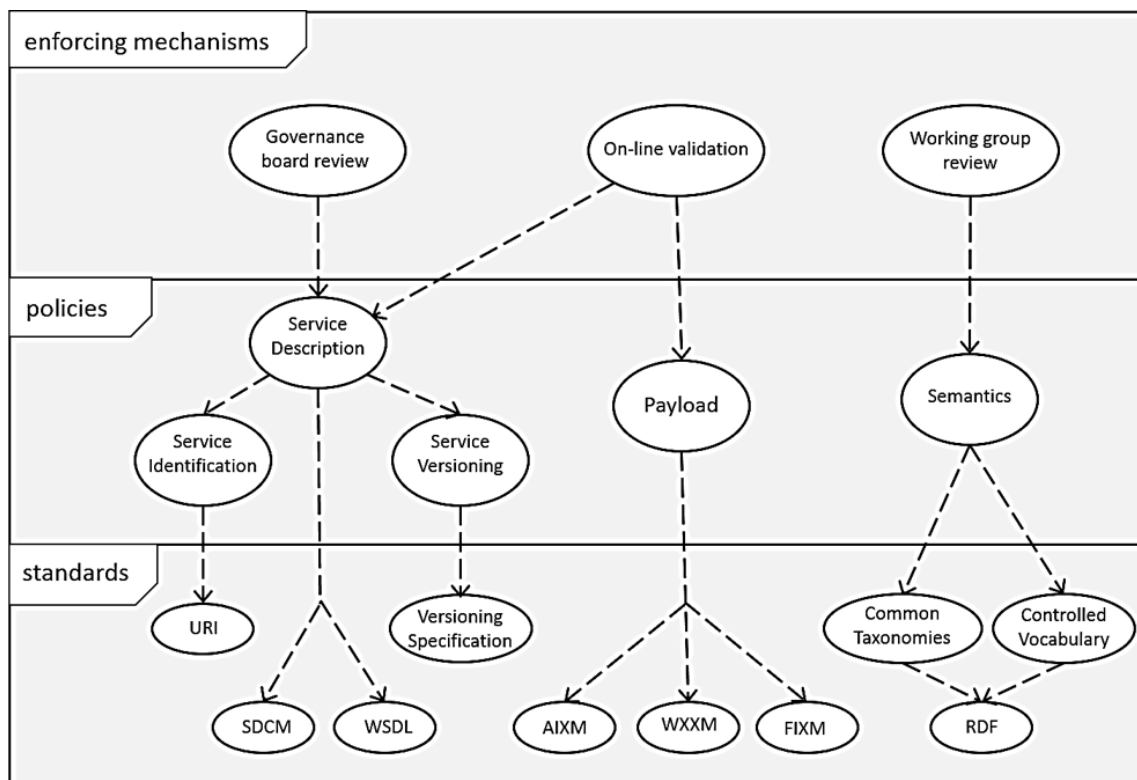 enforcing mechanisms
Governance
board review
On-line validation
Working group
review
policies
Service
Description
Payload
Semantics
Service
Identification
Service
Versioning
standards
URI
Versioning
Specification
Common
Taxonomies
Controlled
Vocabulary
SDCM
WSDL
AIXM
WXXM
FIXM
RDF